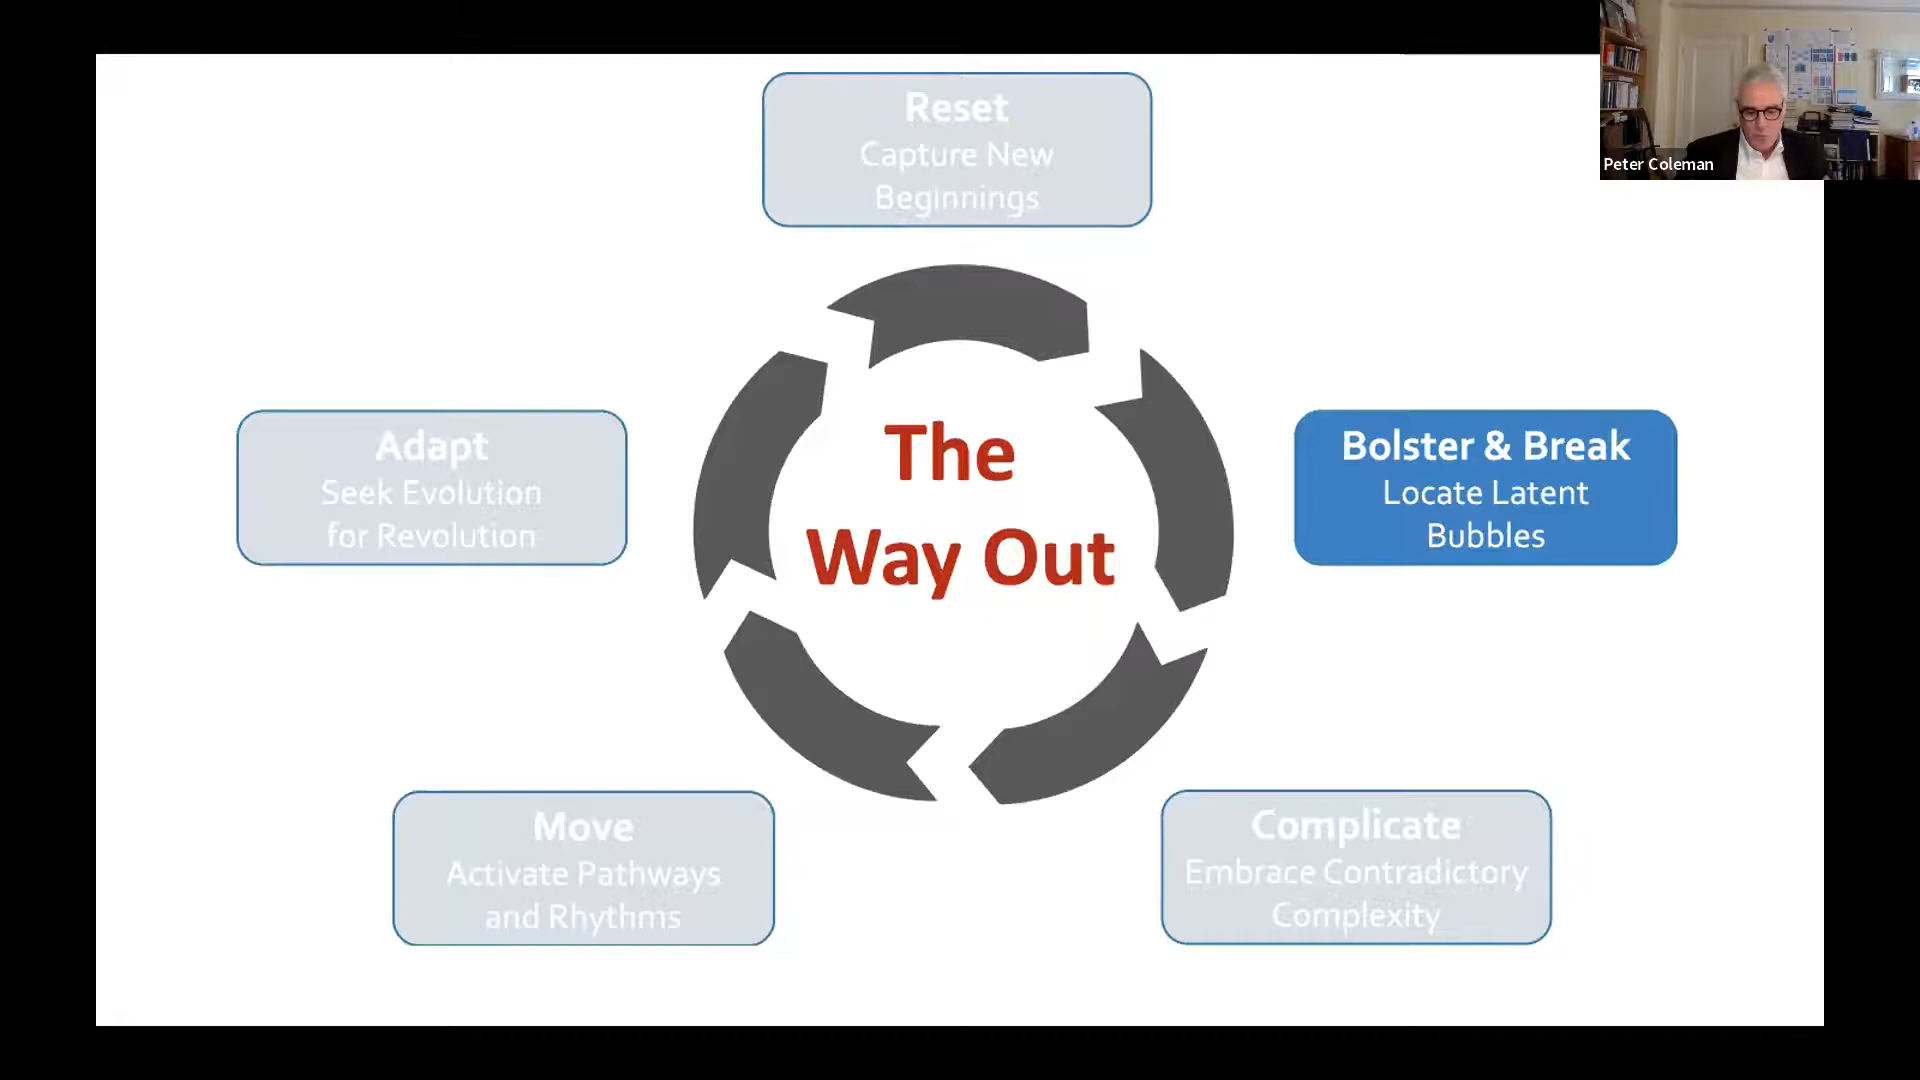 Reset
Capture New
Beginnings
Peter Coleman
Adapt
Seek Evolution
for Revolution
The
Way Out
Bolster & Break
Locate Latent
Bubbles
Move
Activate Pathways
and Rhythms
Complicate
Embrace Contradictory
Complexity